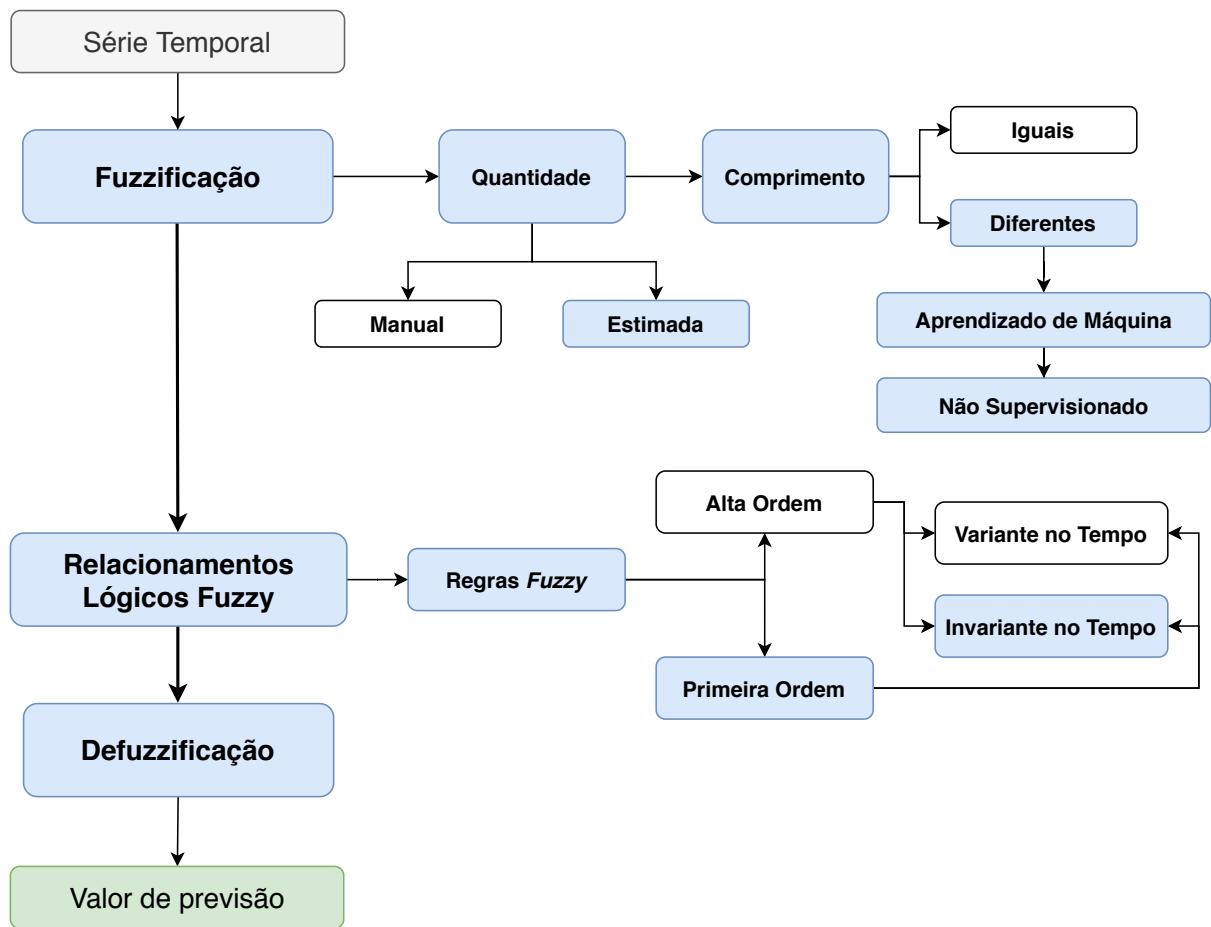 Série Temporal
Fuzzificação
Quantidade
Comprimento
Iguais
Diferentes
Manual
Estimada
Aprendizado de Máquina
Não Supervisionado
Relacionamentos
Lógicos Fuzzy
Regras Fuzzy
Alta Ordem
Primeira Ordem
Variante no Tempo
Invariante no Tempo
Defuzzificação
Valor de previsão